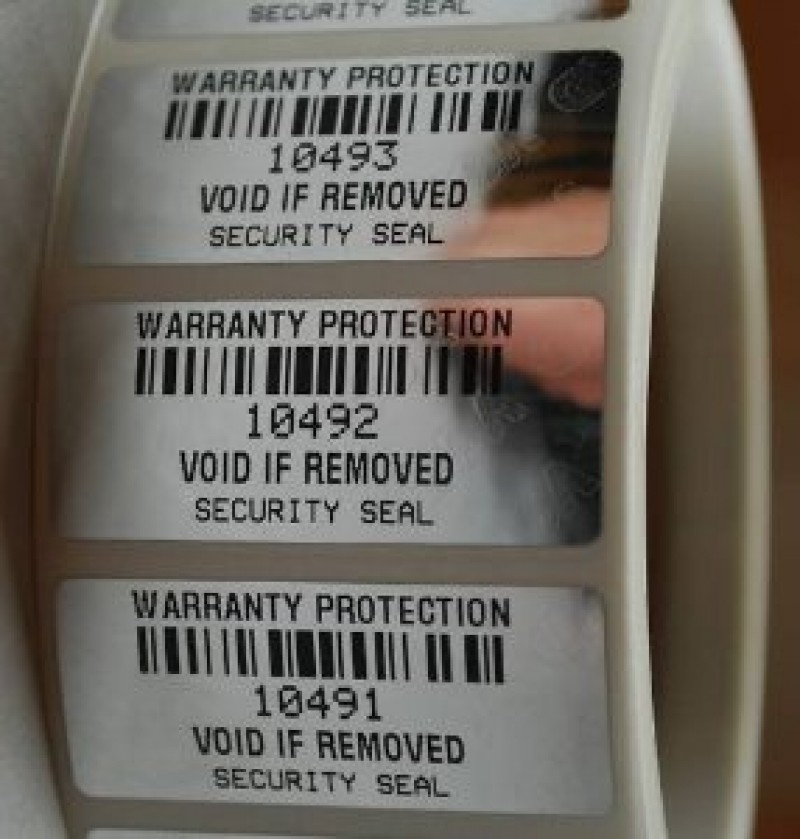 SECURITY SEAL
WARRANTY PROTECTION
10493
VOID IF REMOVED
SECURITY SEAL
WARRANTY PROTECTION
10492
VOID IF REMOVED
SECURITY SEAL
WARRANTY PROTECTION
10491
VOID IF REMOVED
SECURITY SEAL